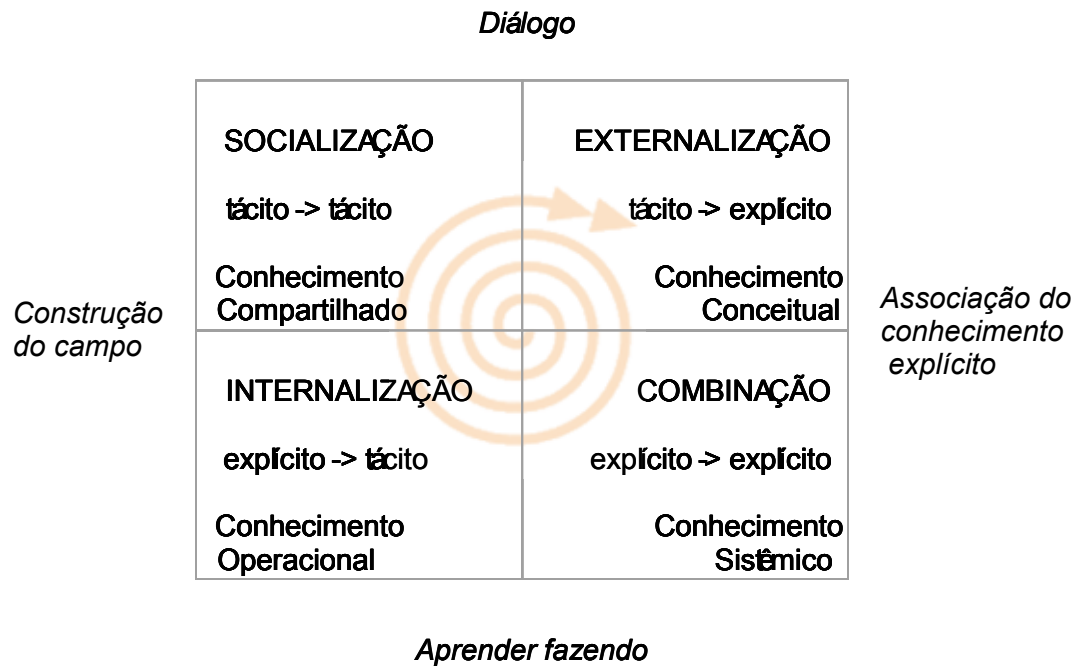 Diálogo
SOCIALIZAÇÃO
tácito -> tácito
Conhecimento
Compartilhado
EXTERNALIZAÇÃO
tácito -> explícito
Conhecimento
Conceitual
Construção
do campo
Associação do
conhecimento
explícito
INTERNALIZAÇÃO
explícito -> tácito
Conhecimento
Operacional
COMBINAÇÃO
explícito -> explícito
Conhecimento
Sistêmico
Aprender fazendo